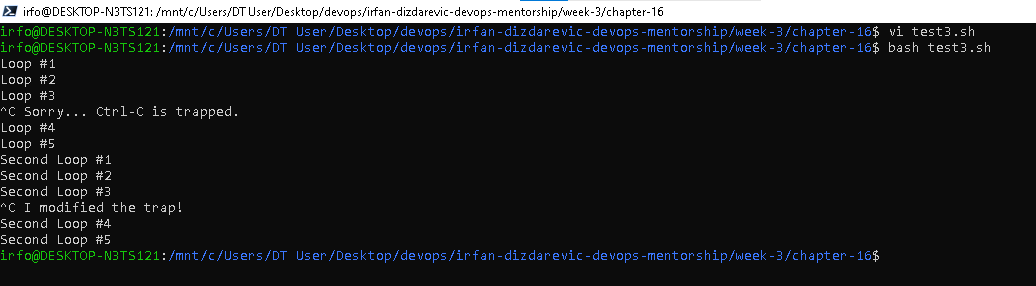 irfo@DESKTOP-N3TS121: /mnt/c/Users/DT User/Desktop/devops/irfan-dizdarevic-devops-mentorship/week-3/chapter-16
irfo@DESKTOP-N3TS121:/mnt/c/Users/DT User/Desktop/devops/irfan-dizdarevic-devops-mentorship/week-3/chapter-16$ vi test3.sh
irfo@DESKTOP-N3TS121:/mnt/c/Users/DT User/Desktop/devops/irfan-dizdarevic-devops-mentorship/week-3/chapter-16$ bash test3.sh
Loop #1
Loop #2
Loop #3
^C Sorry... Ctrl-C is trapped.
Loop #4
Loop #5
Second Loop #1
Second Loop #2
Second Loop #3
^C I modified the trap!
Second Loop #4
Second Loop #5
irfo@DESKTOP-N3TS121:/mnt/c/Users/DT User/Desktop/devops/irfan-dizdarevic-devops-mentorship/week-3/chapter-16$